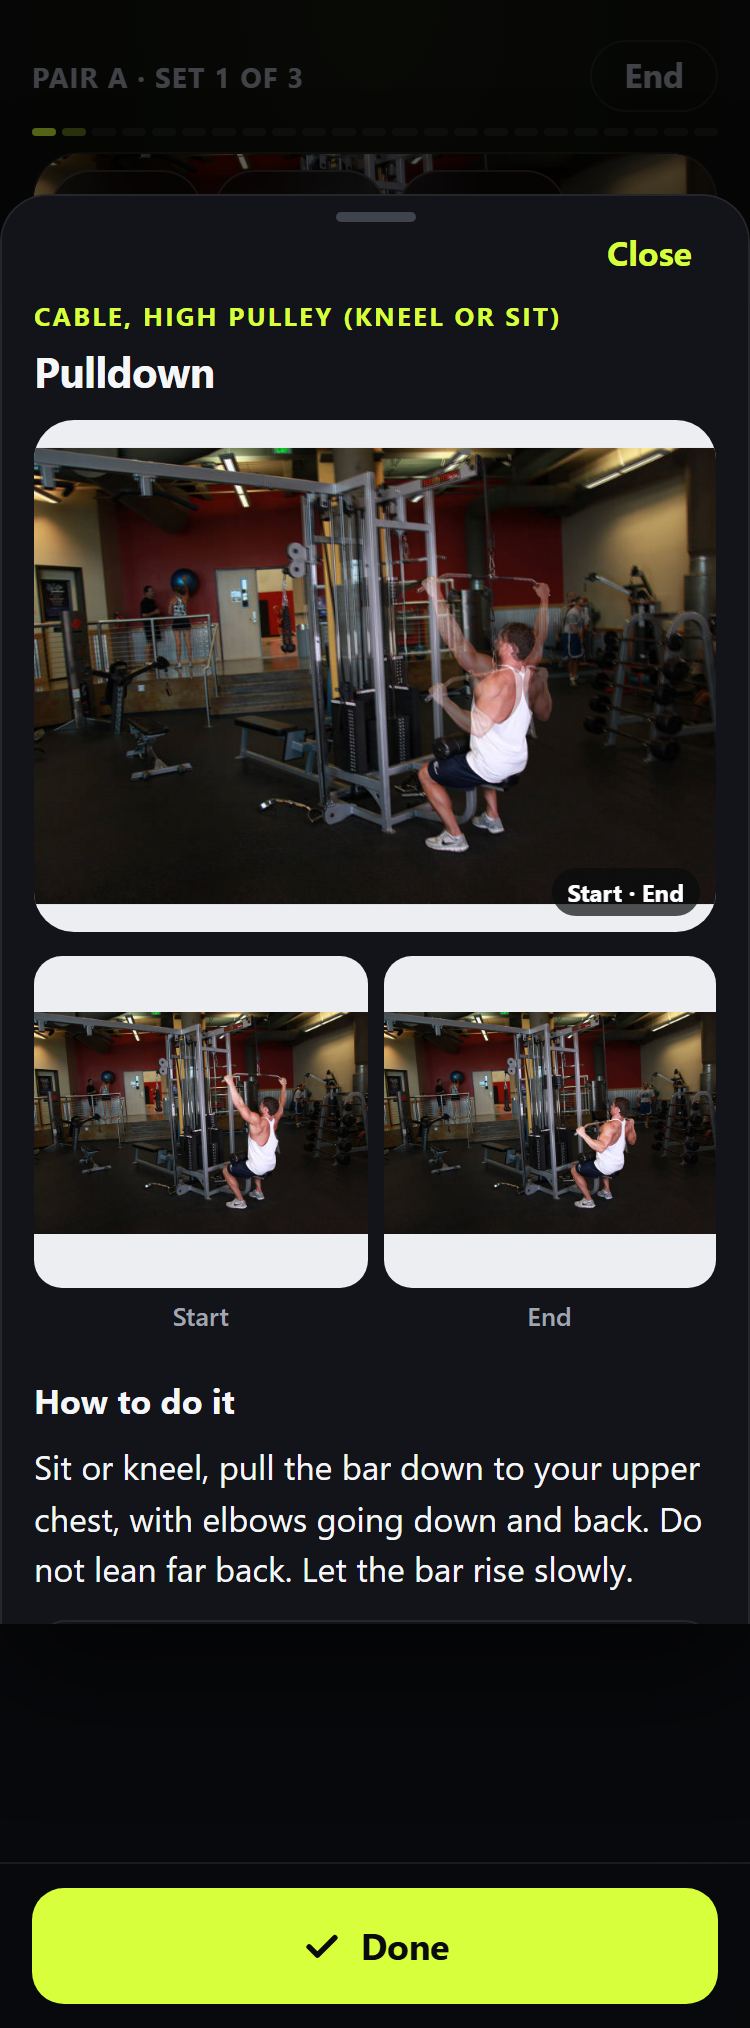 PAIR A · SET 1 OF 3
End
Close
CABLE, HIGH PULLEY (KNEEL OR SIT)
Pulldown
Start · End
Start
End
How to do it
Sit or kneel, pull the bar down to your upper
chest, with elbows going down and back. Do
not lean far back. Let the bar rise slowly.
Done